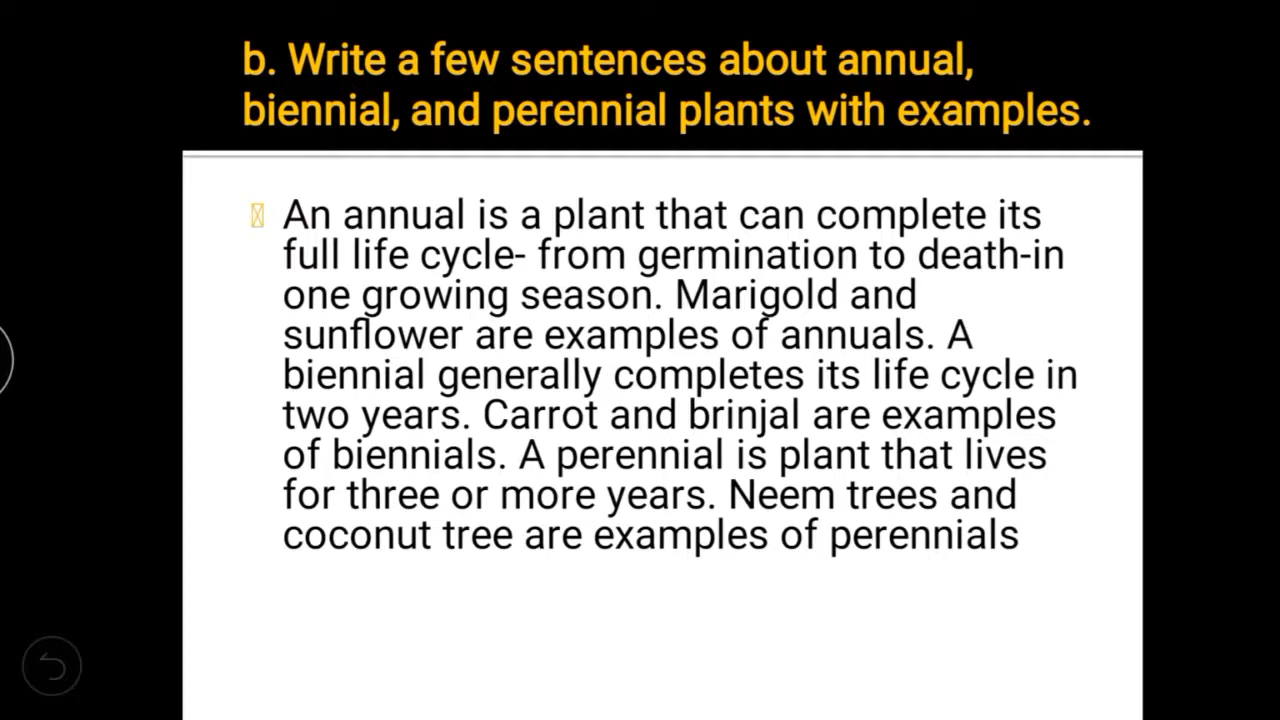 b. Write a few sentences about annual,
biennial, and perennial plants with examples.
An annual is a plant that can complete its
full life cycle- from germination to death-in
one growing season. Marigold and
sunflower are examples of annuals. A
biennial generally completes its life cycle in
two years. Carrot and brinjal are examples
of biennials. A perennial is plant that lives
for three or more years. Neem trees and
coconut tree are examples of perennials